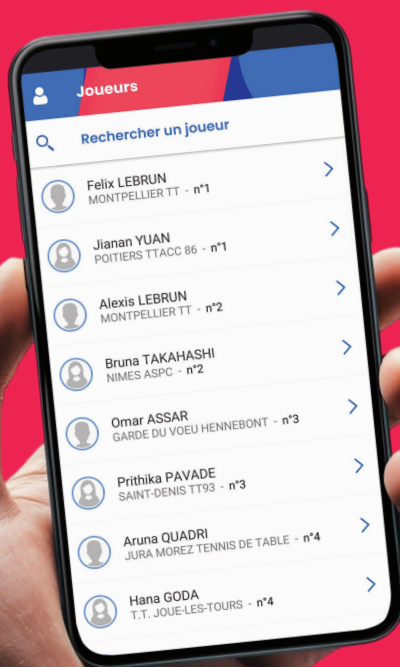 Joueurs
Rechercher un joueur
Felix LEBRUN
MONTPELLIER TT - n°1
Jianan YUAN
POITIERS TTACC 86 - n°1
Alexis LEBRUN
MONTPELLIER TT - n°2
Bruna TAKAHASHI
NIMES ASPC - n°2
Omar ASSAR
GARDE DU VOEU HENNEBONT - n°3
Prithika PAVADE
SAINT-DENIS TT93 - n°3
Aruna QUADRI
JURA MOREZ TENNIS DE TABLE - n°4
Hana GODA
T.T. JOUE-LES-TOURS - n°4